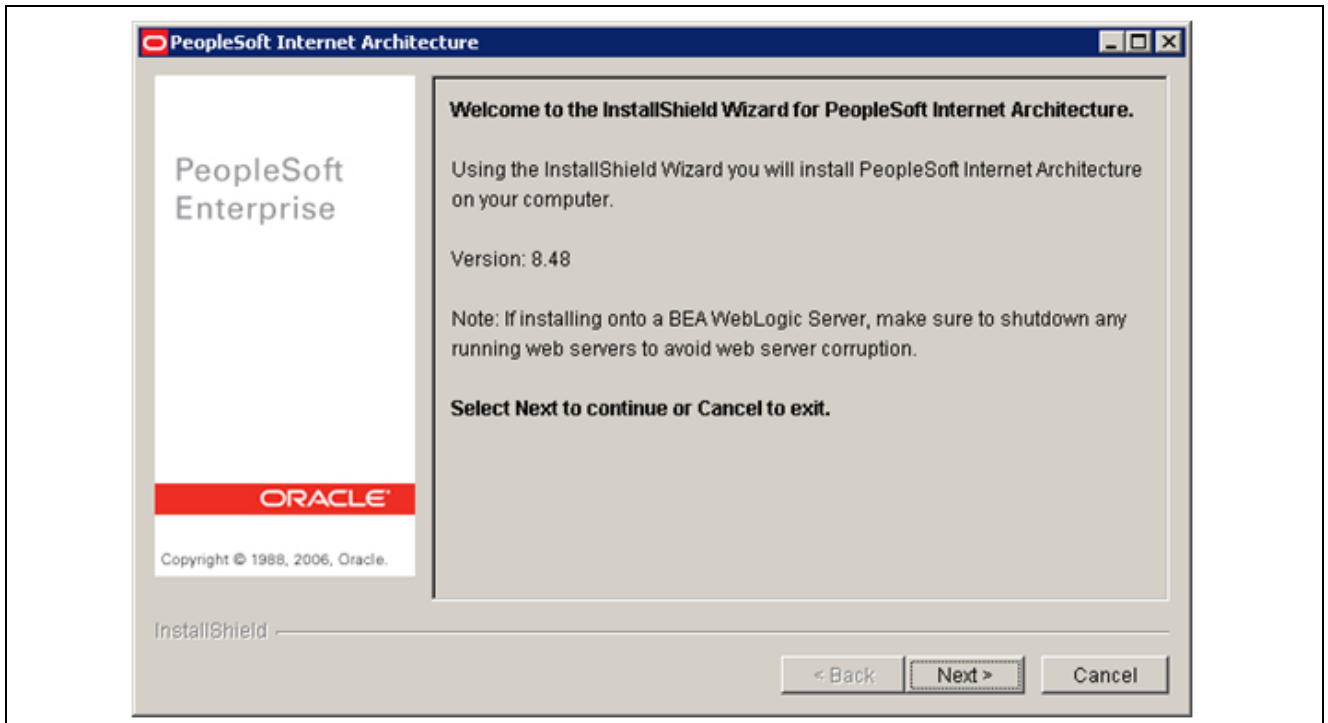 PeopleSoft Internet Architecture
PeopleSoft
Enterprise
ORACLE
Copyright © 1988, 2006, Oracle.
Welcome to the InstallShield Wizard for PeopleSoft Internet Architecture.
Using the InstallShield Wizard you will install PeopleSoft Internet Architecture
on your computer.
Version: 8.48
Note: If installing onto a BEA WebLogic Server, make sure to shutdown any
running web servers to avoid web server corruption.
Select Next to continue or Cancel to exit.
InstallShield
< Back
Next >
Cancel